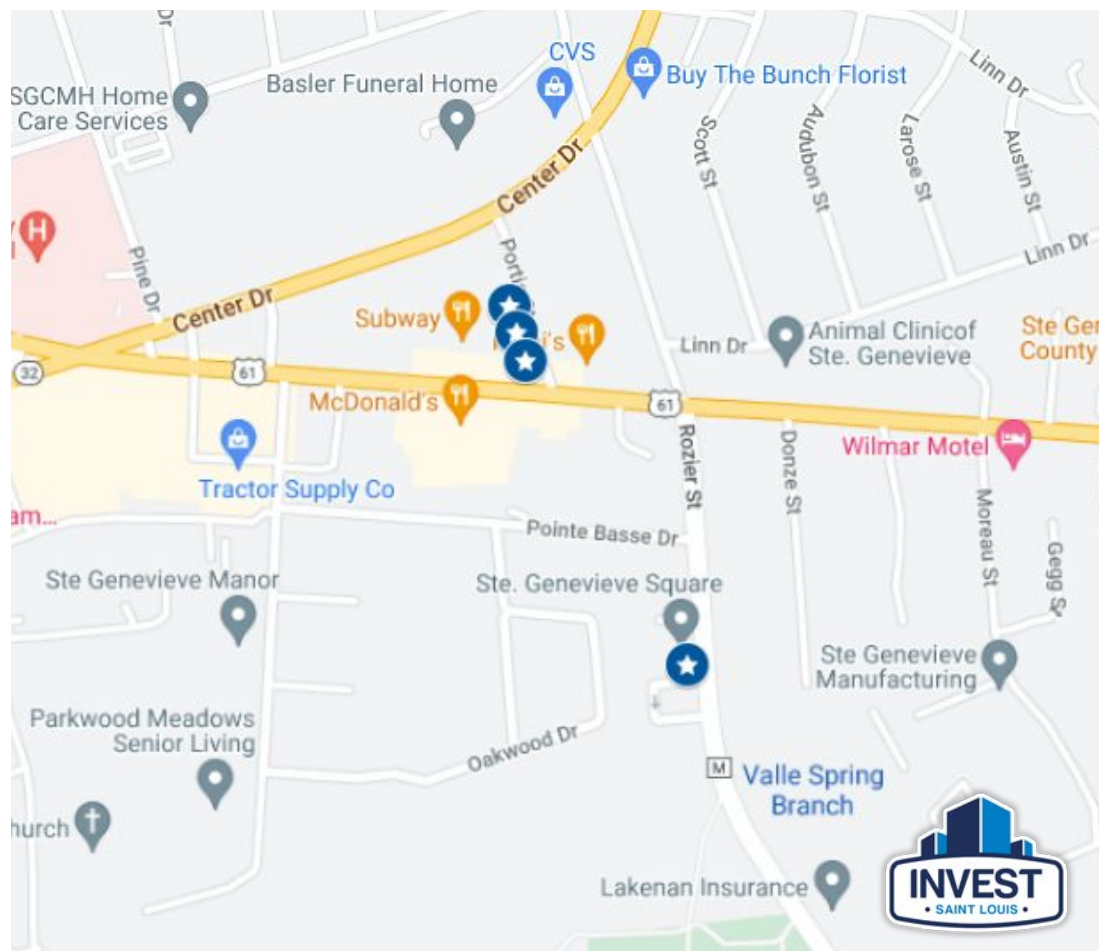 Dr
CVS
Buy The Bunch Florist
Basler Funeral Home
SGCMH Home
Care Services
Linn Dr
Scott St
Audubon St
Larose St
Austin St
Center Dr
H
Pine Dr
Linn Dr
Center Dr
Subway
Linn Dr
Animal Clinicof
Ste. Genevieve
Ste Ger
County
32
61
McDonald's
61
Rozier St
Donze St
Wilmar Motel
Tractor Supply Co
am...
Moreau St
Pointe Basse Dr
Ste Genevieve Manor
Ste. Genevieve Square
Ste Genevieve
Manufacturing
Parkwood Meadows
Senior Living
Oakwood Dr
M
Valle Spring
Branch
hurch
Lakenan Insurance
INVEST
• SAINT LOUIS •